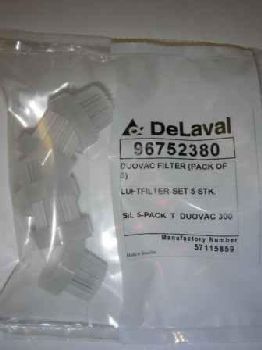 DeLaval
96752380
DUOVAC FILTER (PACK OF
5)
LUFTFILTER SET 5 STK.
SIL 5-PACK T DUOVAC 300
Manufactory Number
57115859